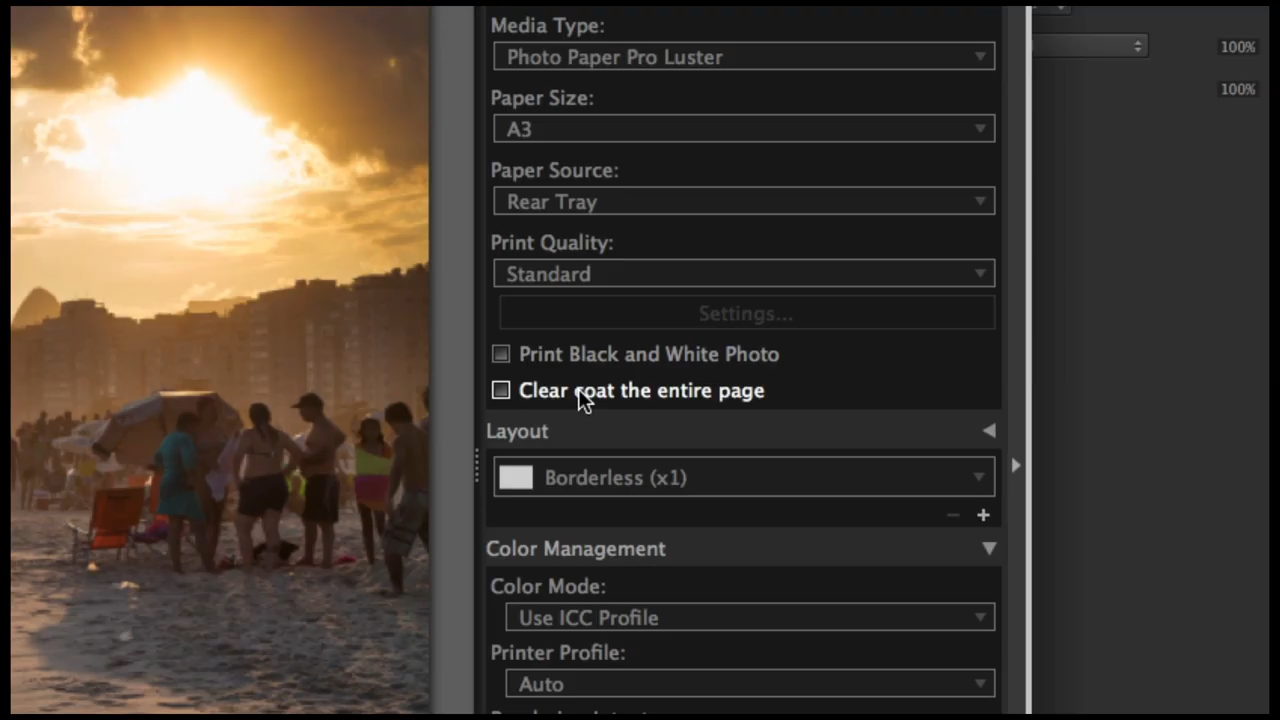 Media Type:
Photo Paper Pro Luster
100%
Paper Size:
100%
A3
Paper Source:
Rear Tray
Print Quality:
Standard
Settings...
Print Black and White Photo
Clear coat the entire page
Layout
Borderless (x1)
Color Management
Color Mode:
Use ICC Profile
Printer Profile:
Auto